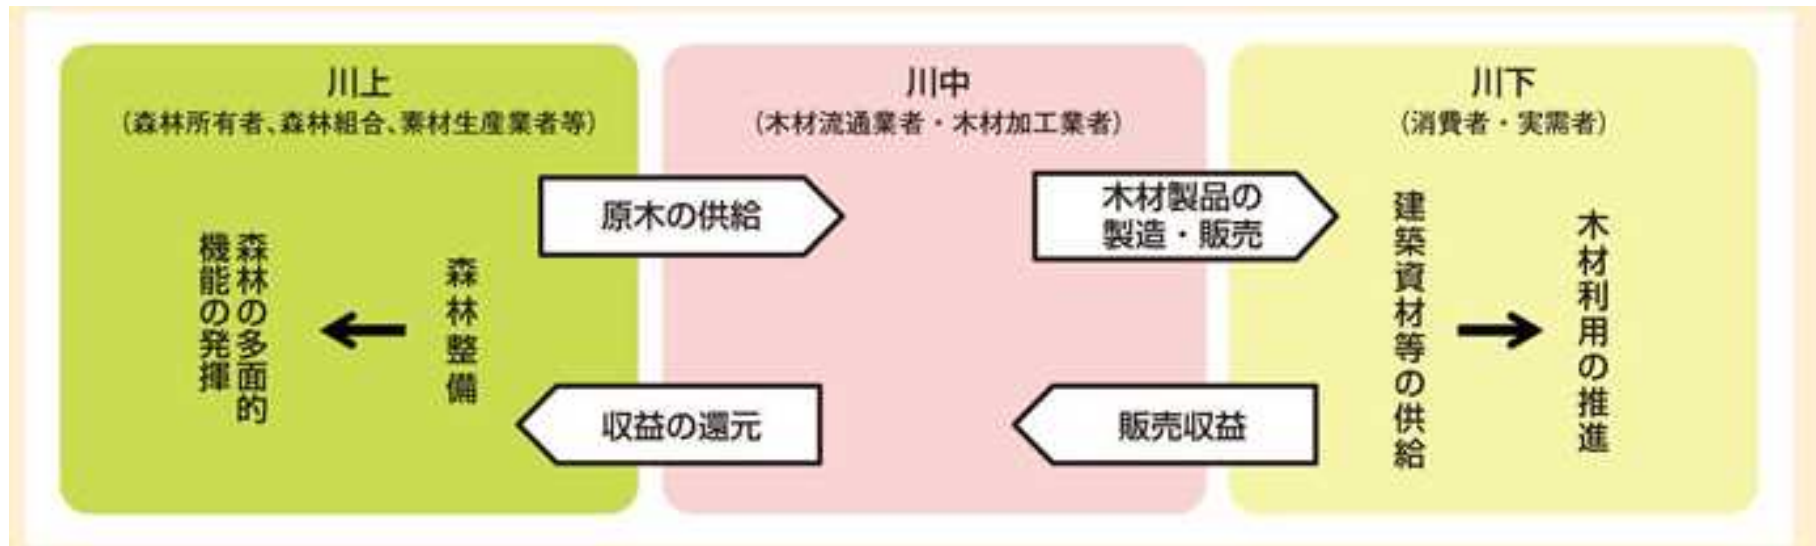 川上
（森林所有者、森林組合、素材生産業者等）
森林の多面的
機能の発揮
森林整備
原木の供給
収益の還元
川中
（木材流通業者・木材加工業者）
木材製品の
製造・販売
販売収益
川下
（消費者・実需者）
建築資材等の供給
木材利用の推進